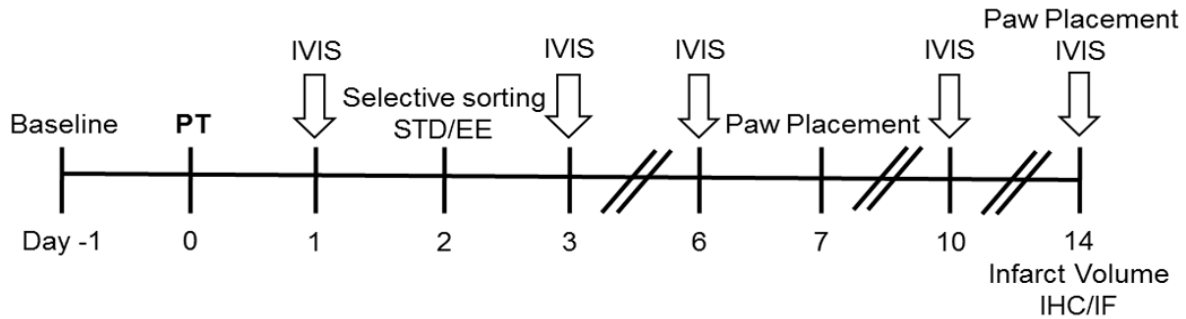 Paw Placement
IVIS IVIS IVIS IVIS IVIS
Selective sorting
Baseline PT STD/EE Paw Placement
Day -1 0 1 2 3 6 7 10 14
Infarct Volume
IHC/IF